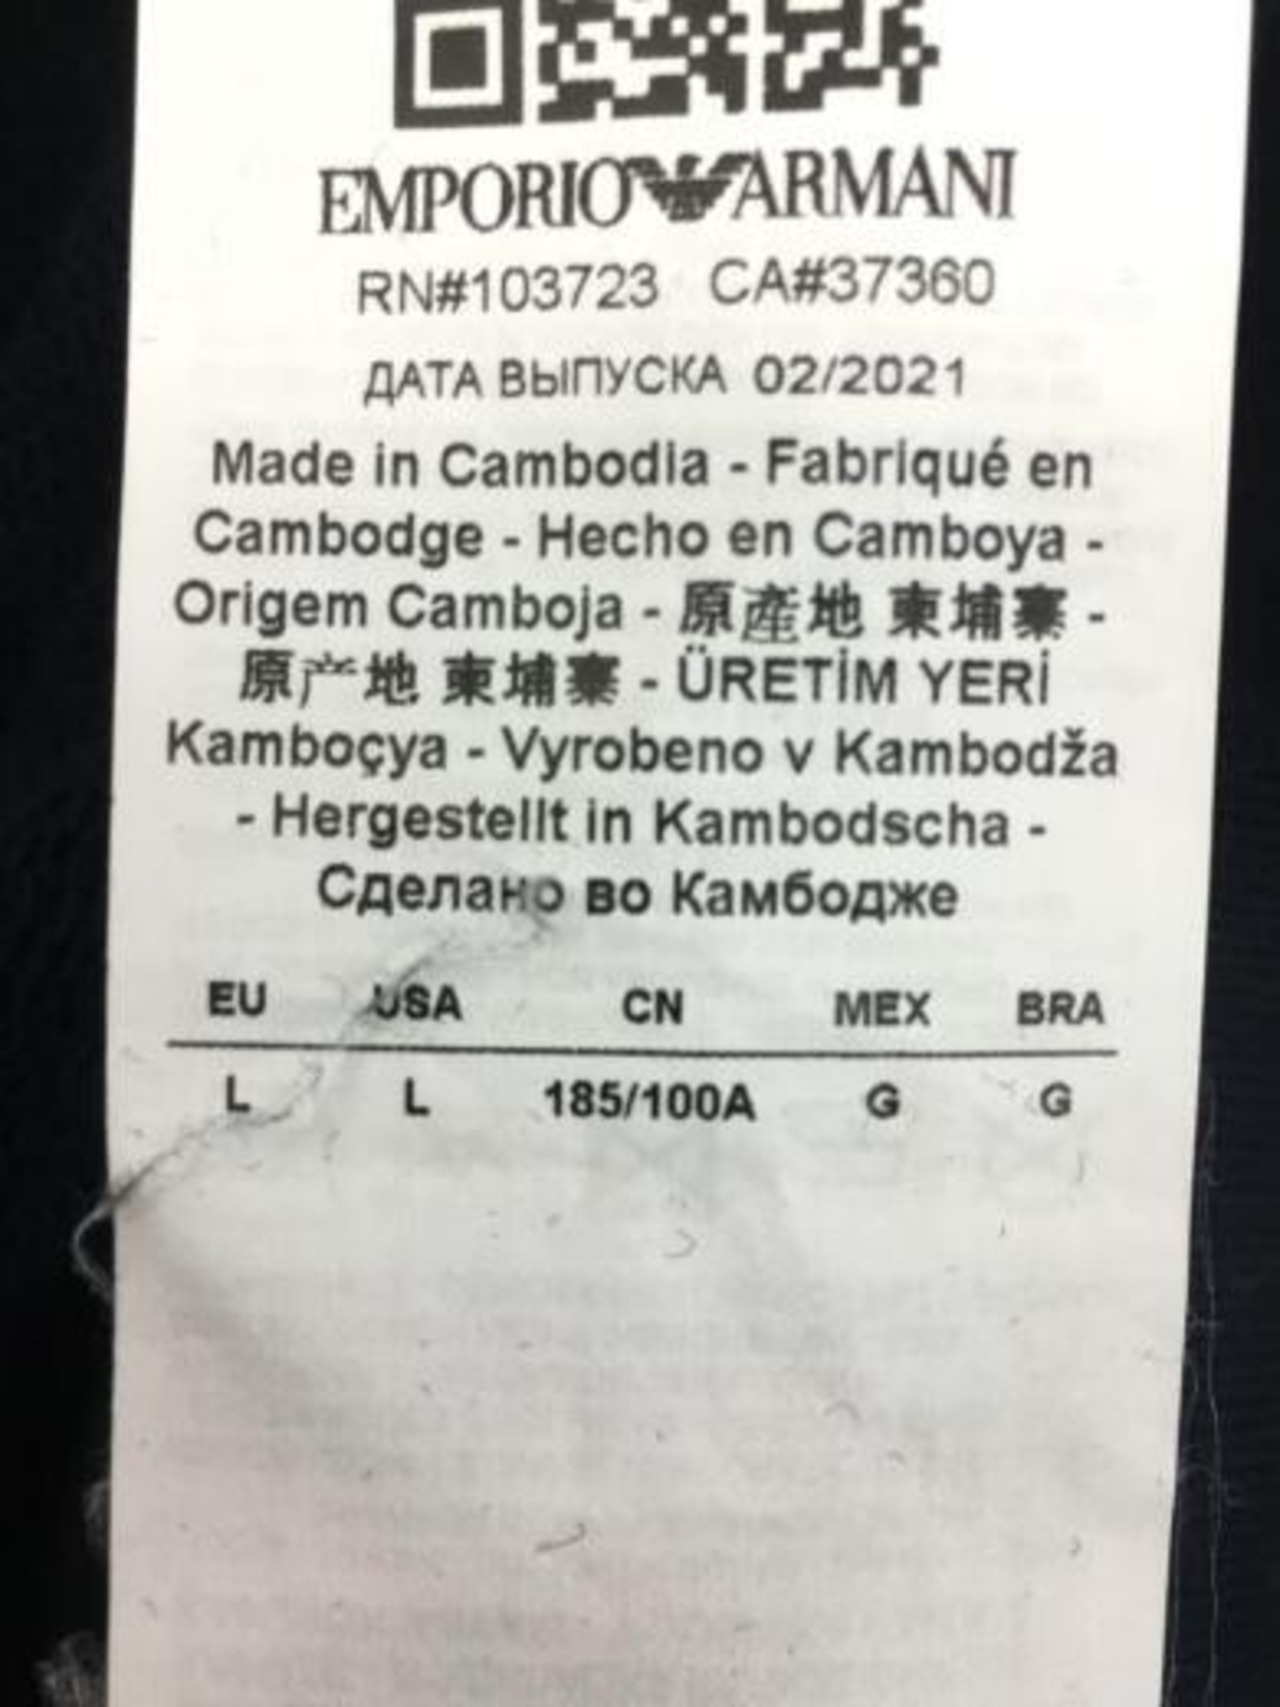 EMPORIO ARMANI
RN#103723 CA#37360
ДАТА ВЫПУСКА 02/2021
Made in Cambodia - Fabriqué en
Cambodge - Hecho en Camboya -
Origem Camboja - 原產地 柬埔寨 -
原产地 柬埔寨 - ÜRETİM YERİ
Kamboçya - Vyrobeno v Kambodža
- Hergestellt in Kambodscha -
Сделано во Камбодже
EU USA CN MEX BRA
L L 185/100A G G